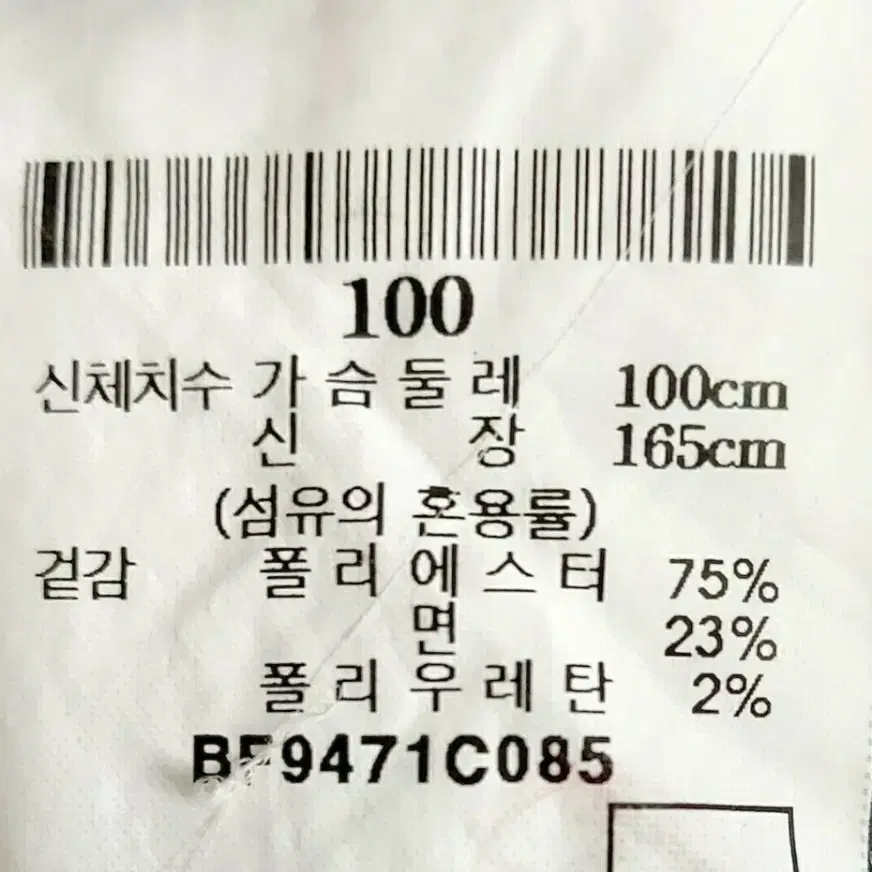 100
신체치수 가슴둘레 100cm
신장 165cm
(섬유의 혼용률)
겉감 폴리에스터 75%
면 23%
폴리우레탄 2%